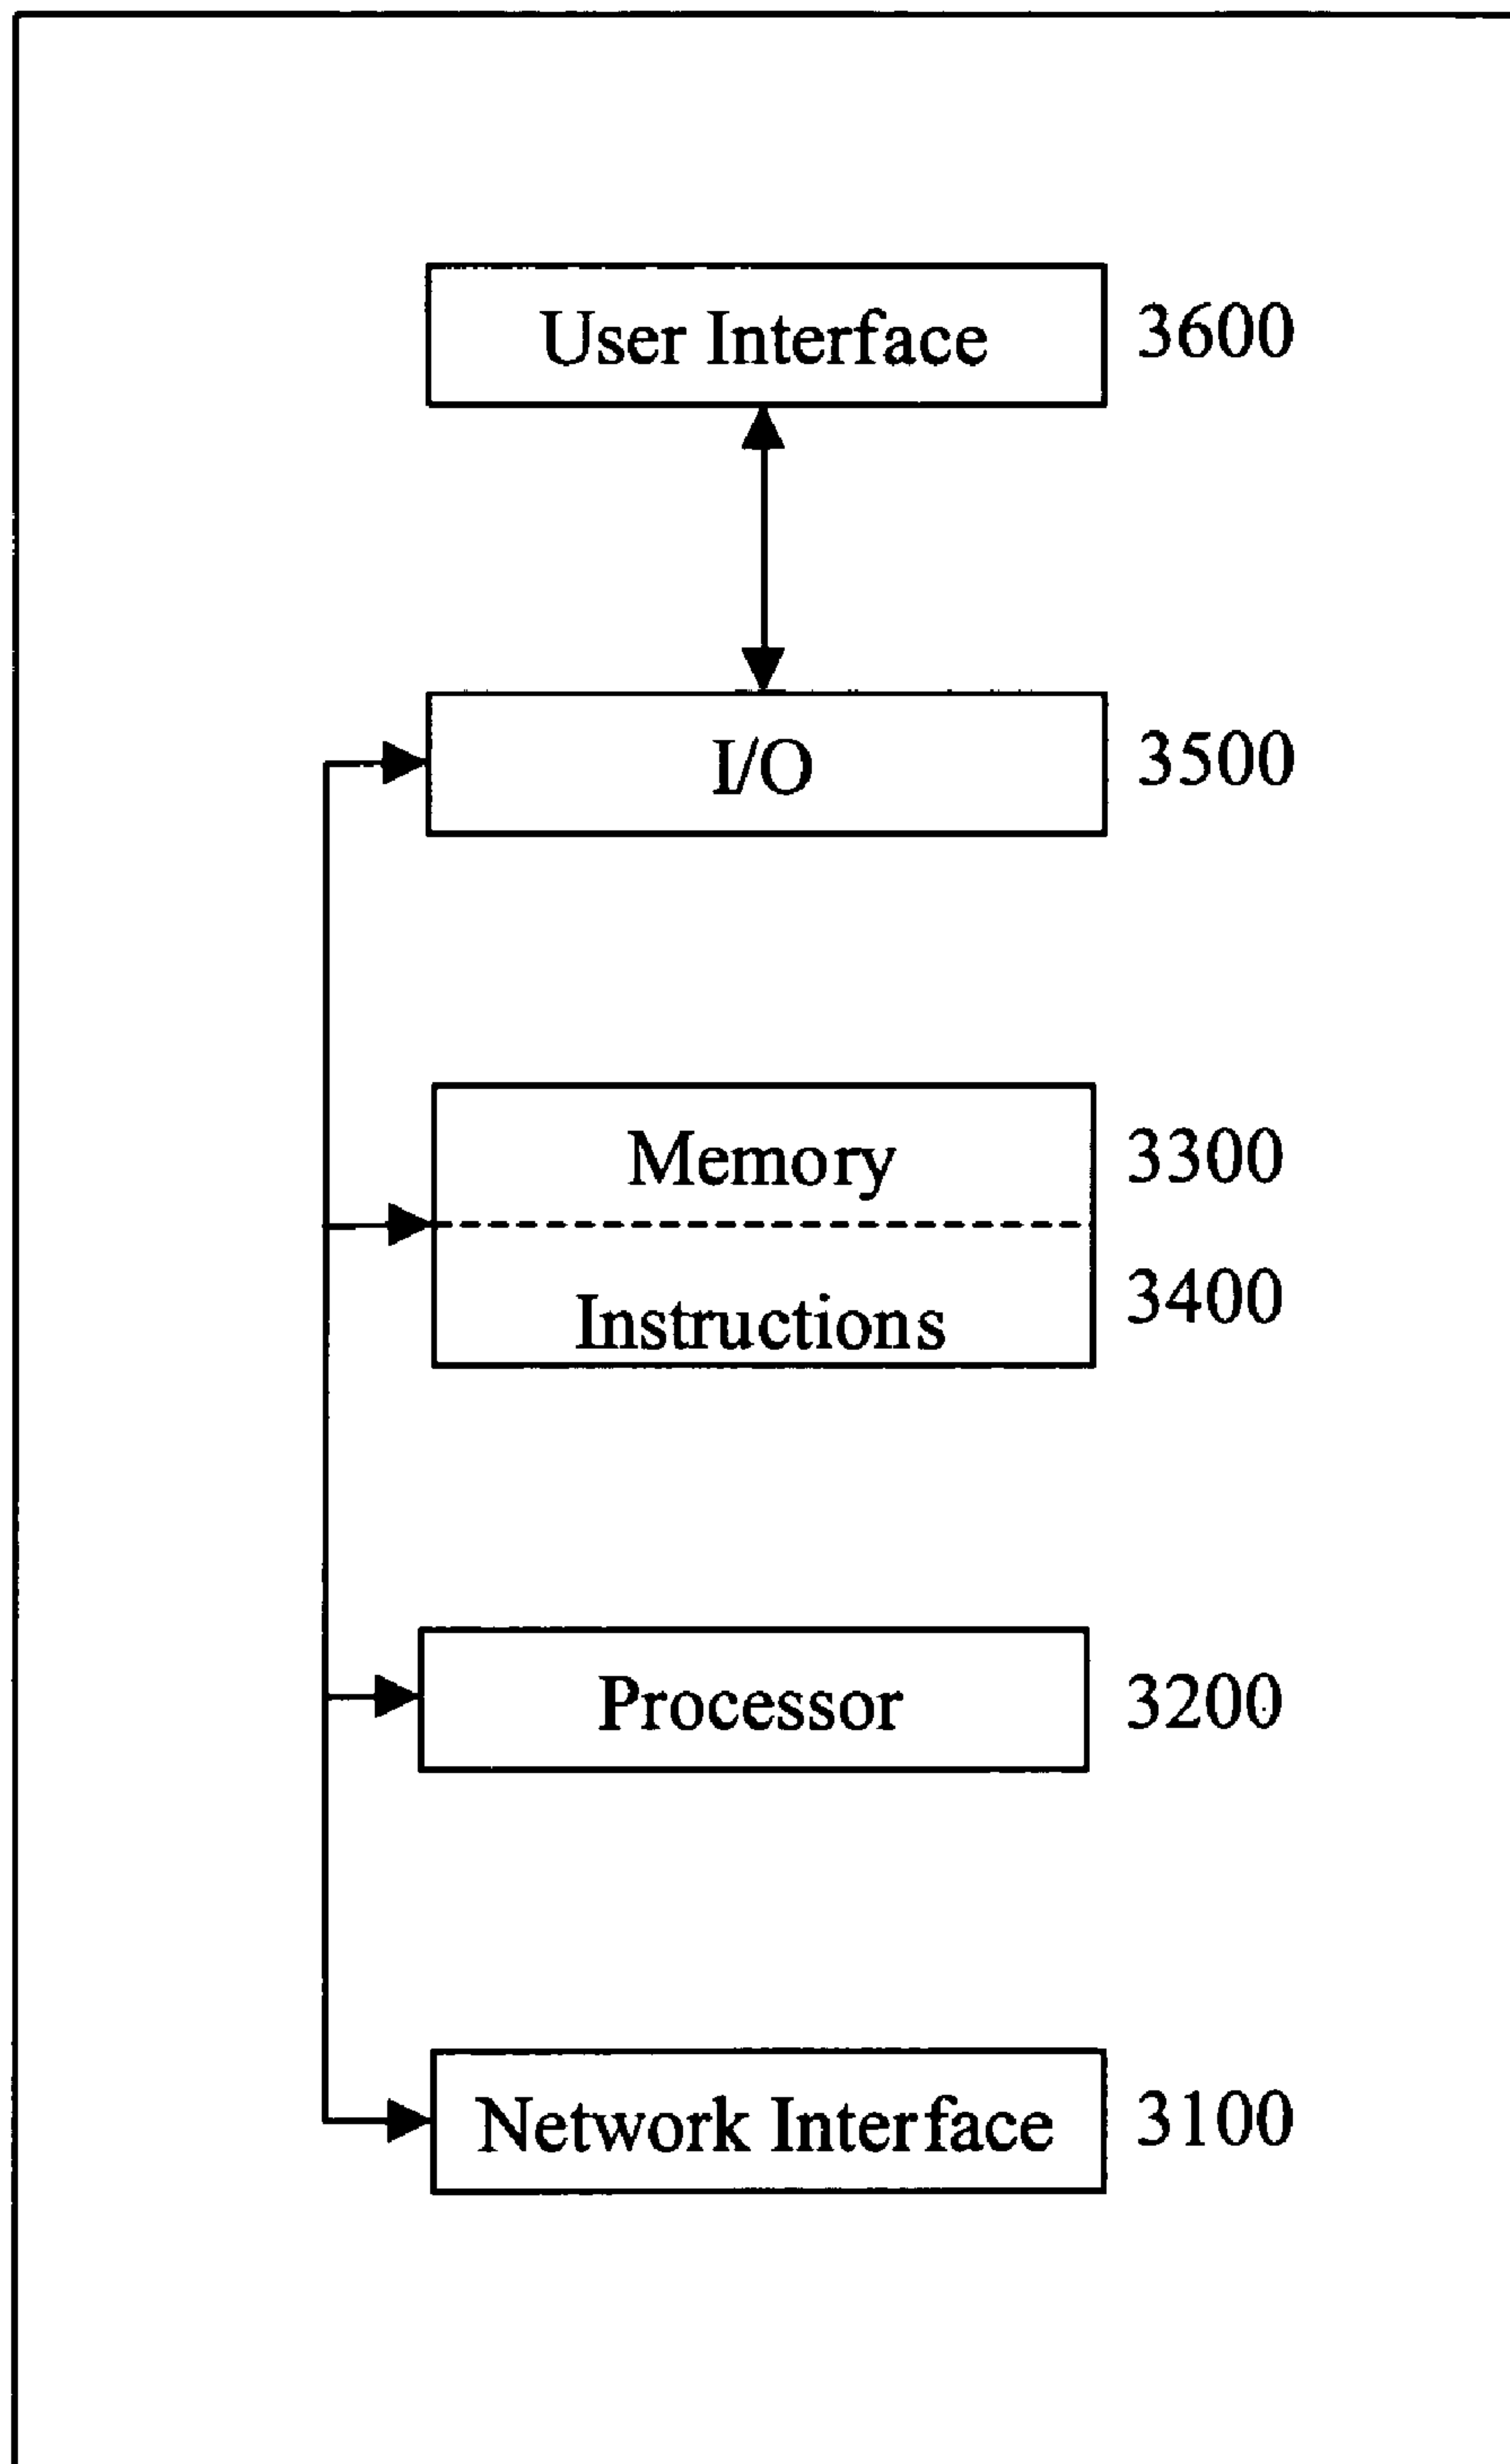 User Interface 3600
I/O 3500
Memory 3300
Instructions 3400
Processor 3200
Network Interface 3100